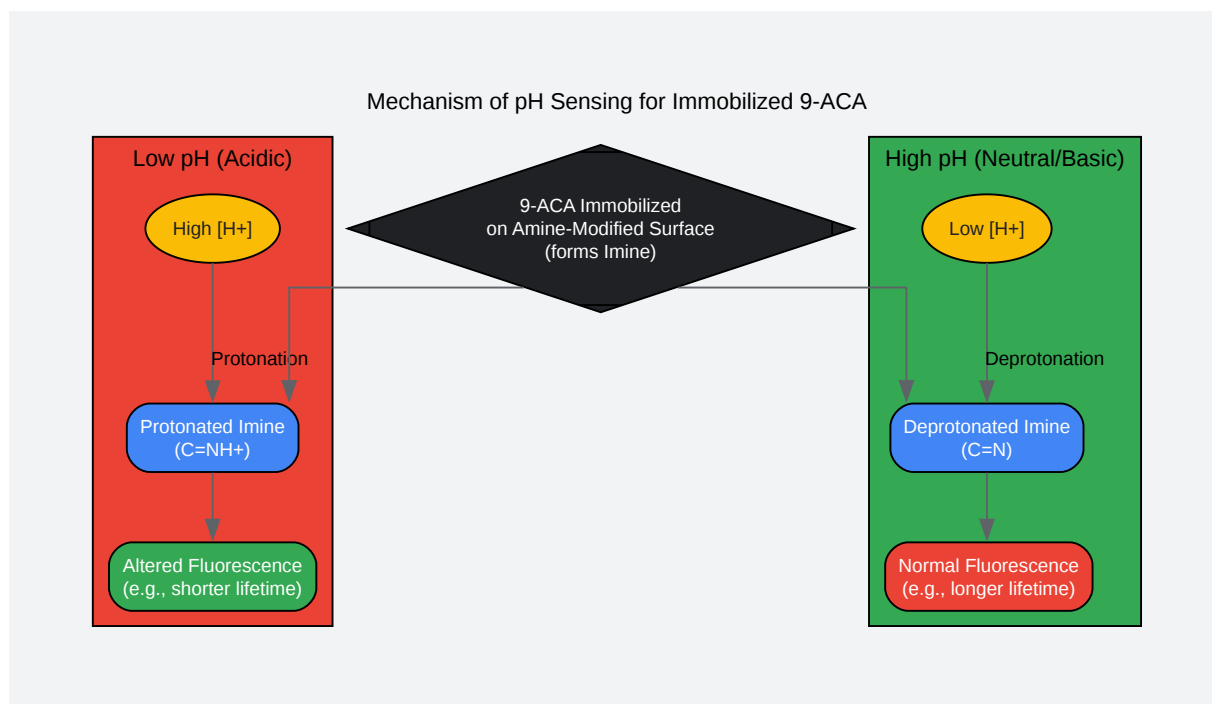 Mechanism of pH Sensing for Immobilized 9-ACA
Low pH (Acidic)
High [H+]
Protonation
Protonated Imine
(C=NH+)
Altered Fluorescence
(e.g., shorter lifetime)
9-ACA Immobilized
on Amine-Modified Surface
(forms Imine)
High pH (Neutral/Basic)
Low [H+]
Deprotonation
Deprotonated Imine
(C=N)
Normal Fluorescence
(e.g., longer lifetime)